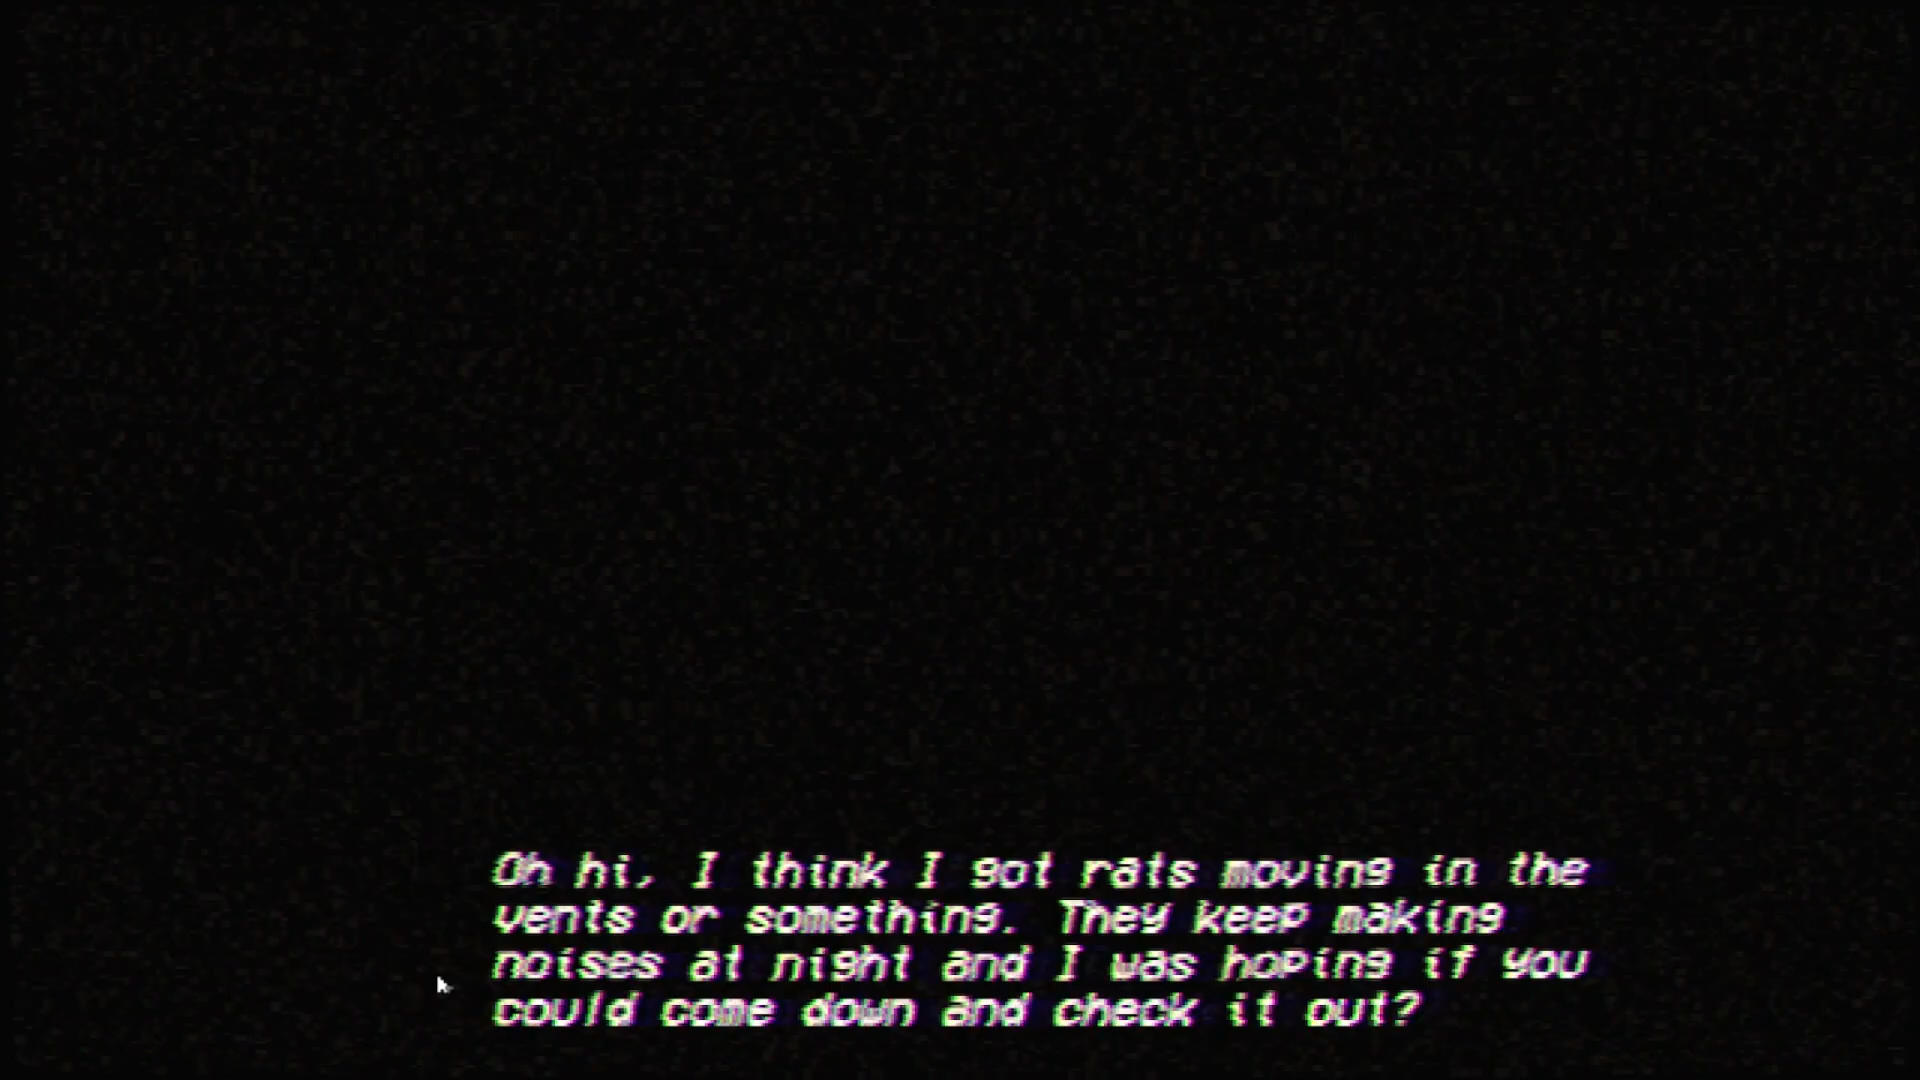 Oh hi, I think I got rats moving in the
vents or something. They keep making
noises at night and I was hoping if you
could come down and check it out?